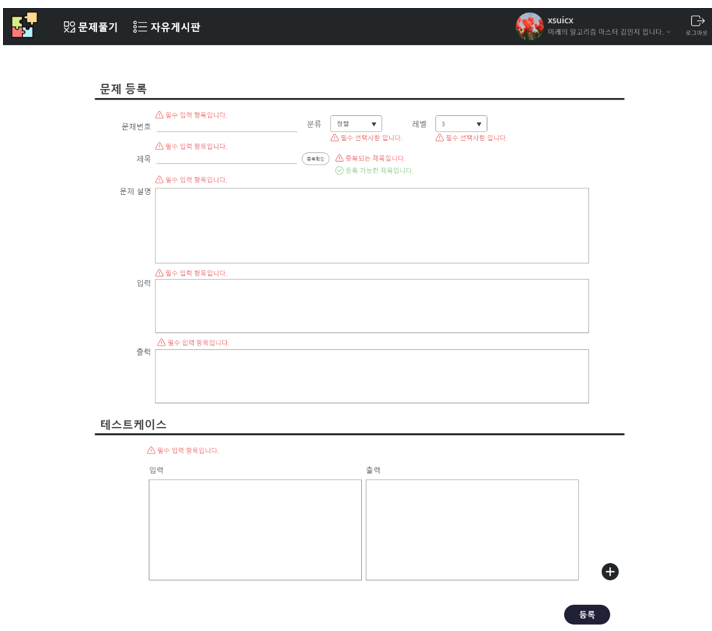 문제풀기 자유게시판 xsuicx
미래의 알고리즘 마스터 김민지 입니다. 로그아웃
문제 등록
필수 입력 항목입니다.
문제번호 분류 정렬 레벨 3
필수 선택사항 입니다. 필수 선택사항 입니다.
필수 입력 항목입니다.
제목 중복확인 중복되는 제목입니다.
등록 가능한 제목입니다.
필수 입력 항목입니다.
문제 설명
필수 입력 항목입니다.
입력
필수 입력 항목입니다.
출력
테스트케이스
필수 입력 항목입니다.
입력 출력
등록